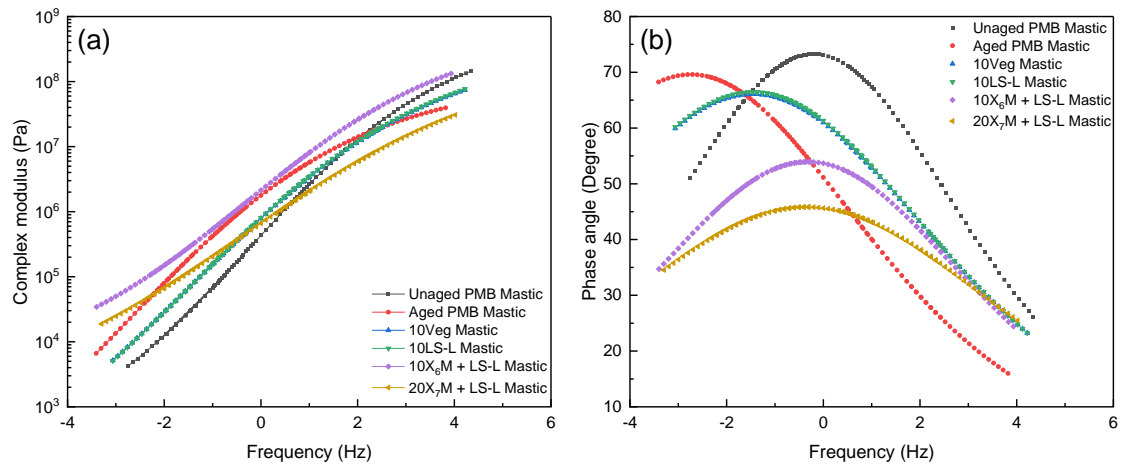 (a)
10⁹
10⁸
10⁷
10⁶
10⁵
10⁴
10³
Complex modulus (Pa)
-4
-2
0
2
4
6
Frequency (Hz)
Unaged PMB Mastic
Aged PMB Mastic
10Veg Mastic
10LS-L Mastic
10X₆M + LS-L Mastic
20X₇M + LS-L Mastic
(b)
80
70
60
50
40
30
20
10
Phase angle (Degree)
-4
-2
0
2
4
6
Frequency (Hz)
Unaged PMB Mastic
Aged PMB Mastic
10Veg Mastic
10LS-L Mastic
10X₆M + LS-L Mastic
20X₇M + LS-L Mastic